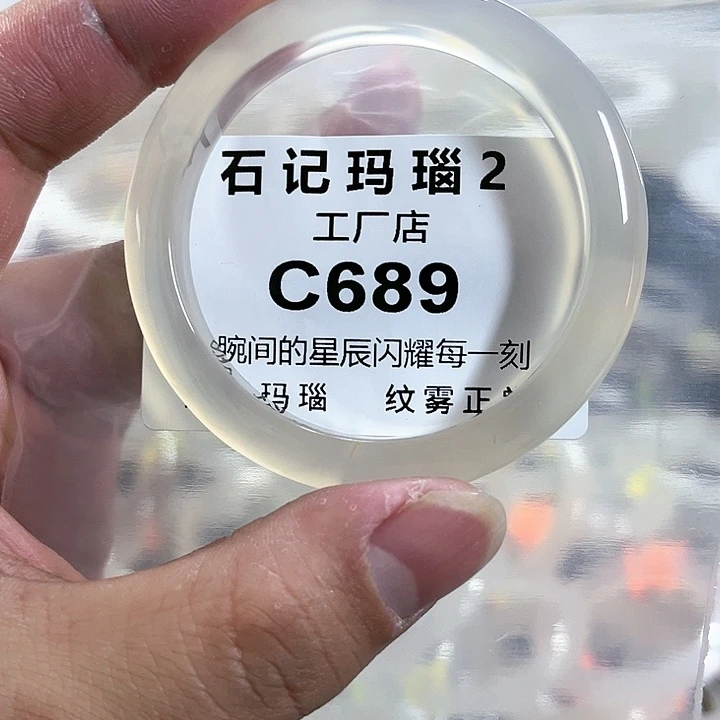 石记玛瑙2
工厂店
C689
腕间的星辰闪耀每一刻
玛瑙 纹雾正